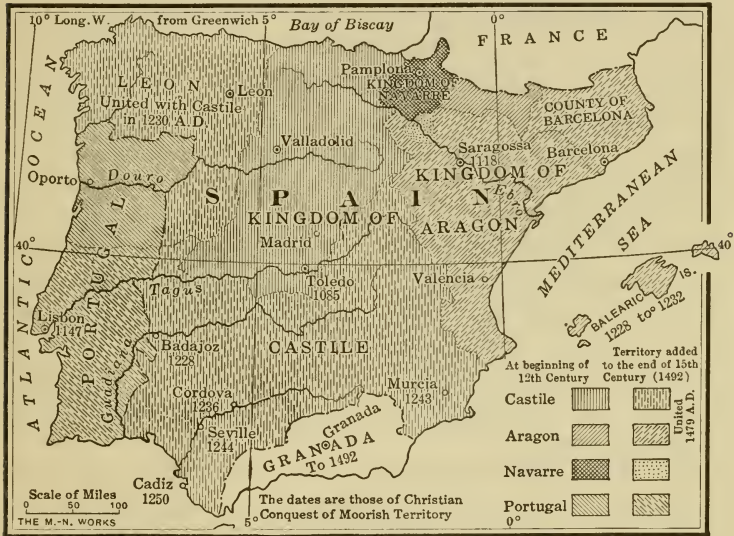 10° Long. W. from Greenwich 5°
Bay of Biscay
0°
FRANCE
Pamplona
KINGDOM OF
NAVARRE
LEON
United with Castile
in 1230 A.D.
Leon
COUNTY OF
BARCELONA
Valladolid
Saragossa
1118
Barcelona
KINGDOM OF
ARAGON
Oporto
Douro
SPAIN
Ebro
KINGDOM OF
Madrid
MEDITERRANEAN
SEA
40°
40°
Toledo
1085
Valencia
Tagus
Lisbon
1147
PORTUGAL
ATLANTIC OCEAN
BALEARIC Is.
1228 to 1232
Badajoz
1228
CASTILE
Guadiana
Cordova
1236
Murcia
1243
Seville
1244
Granada
GRANADA
To 1492
Cadiz
1250
At beginning of
12th Century
Territory added
to the end of 15th
Century (1492)
Castile
Aragon
United
1479 A.D.
Navarre
Portugal
Scale of Miles
0 50 100
The dates are those of Christian
Conquest of Moorish Territory
THE M.-N. WORKS
5°
0°